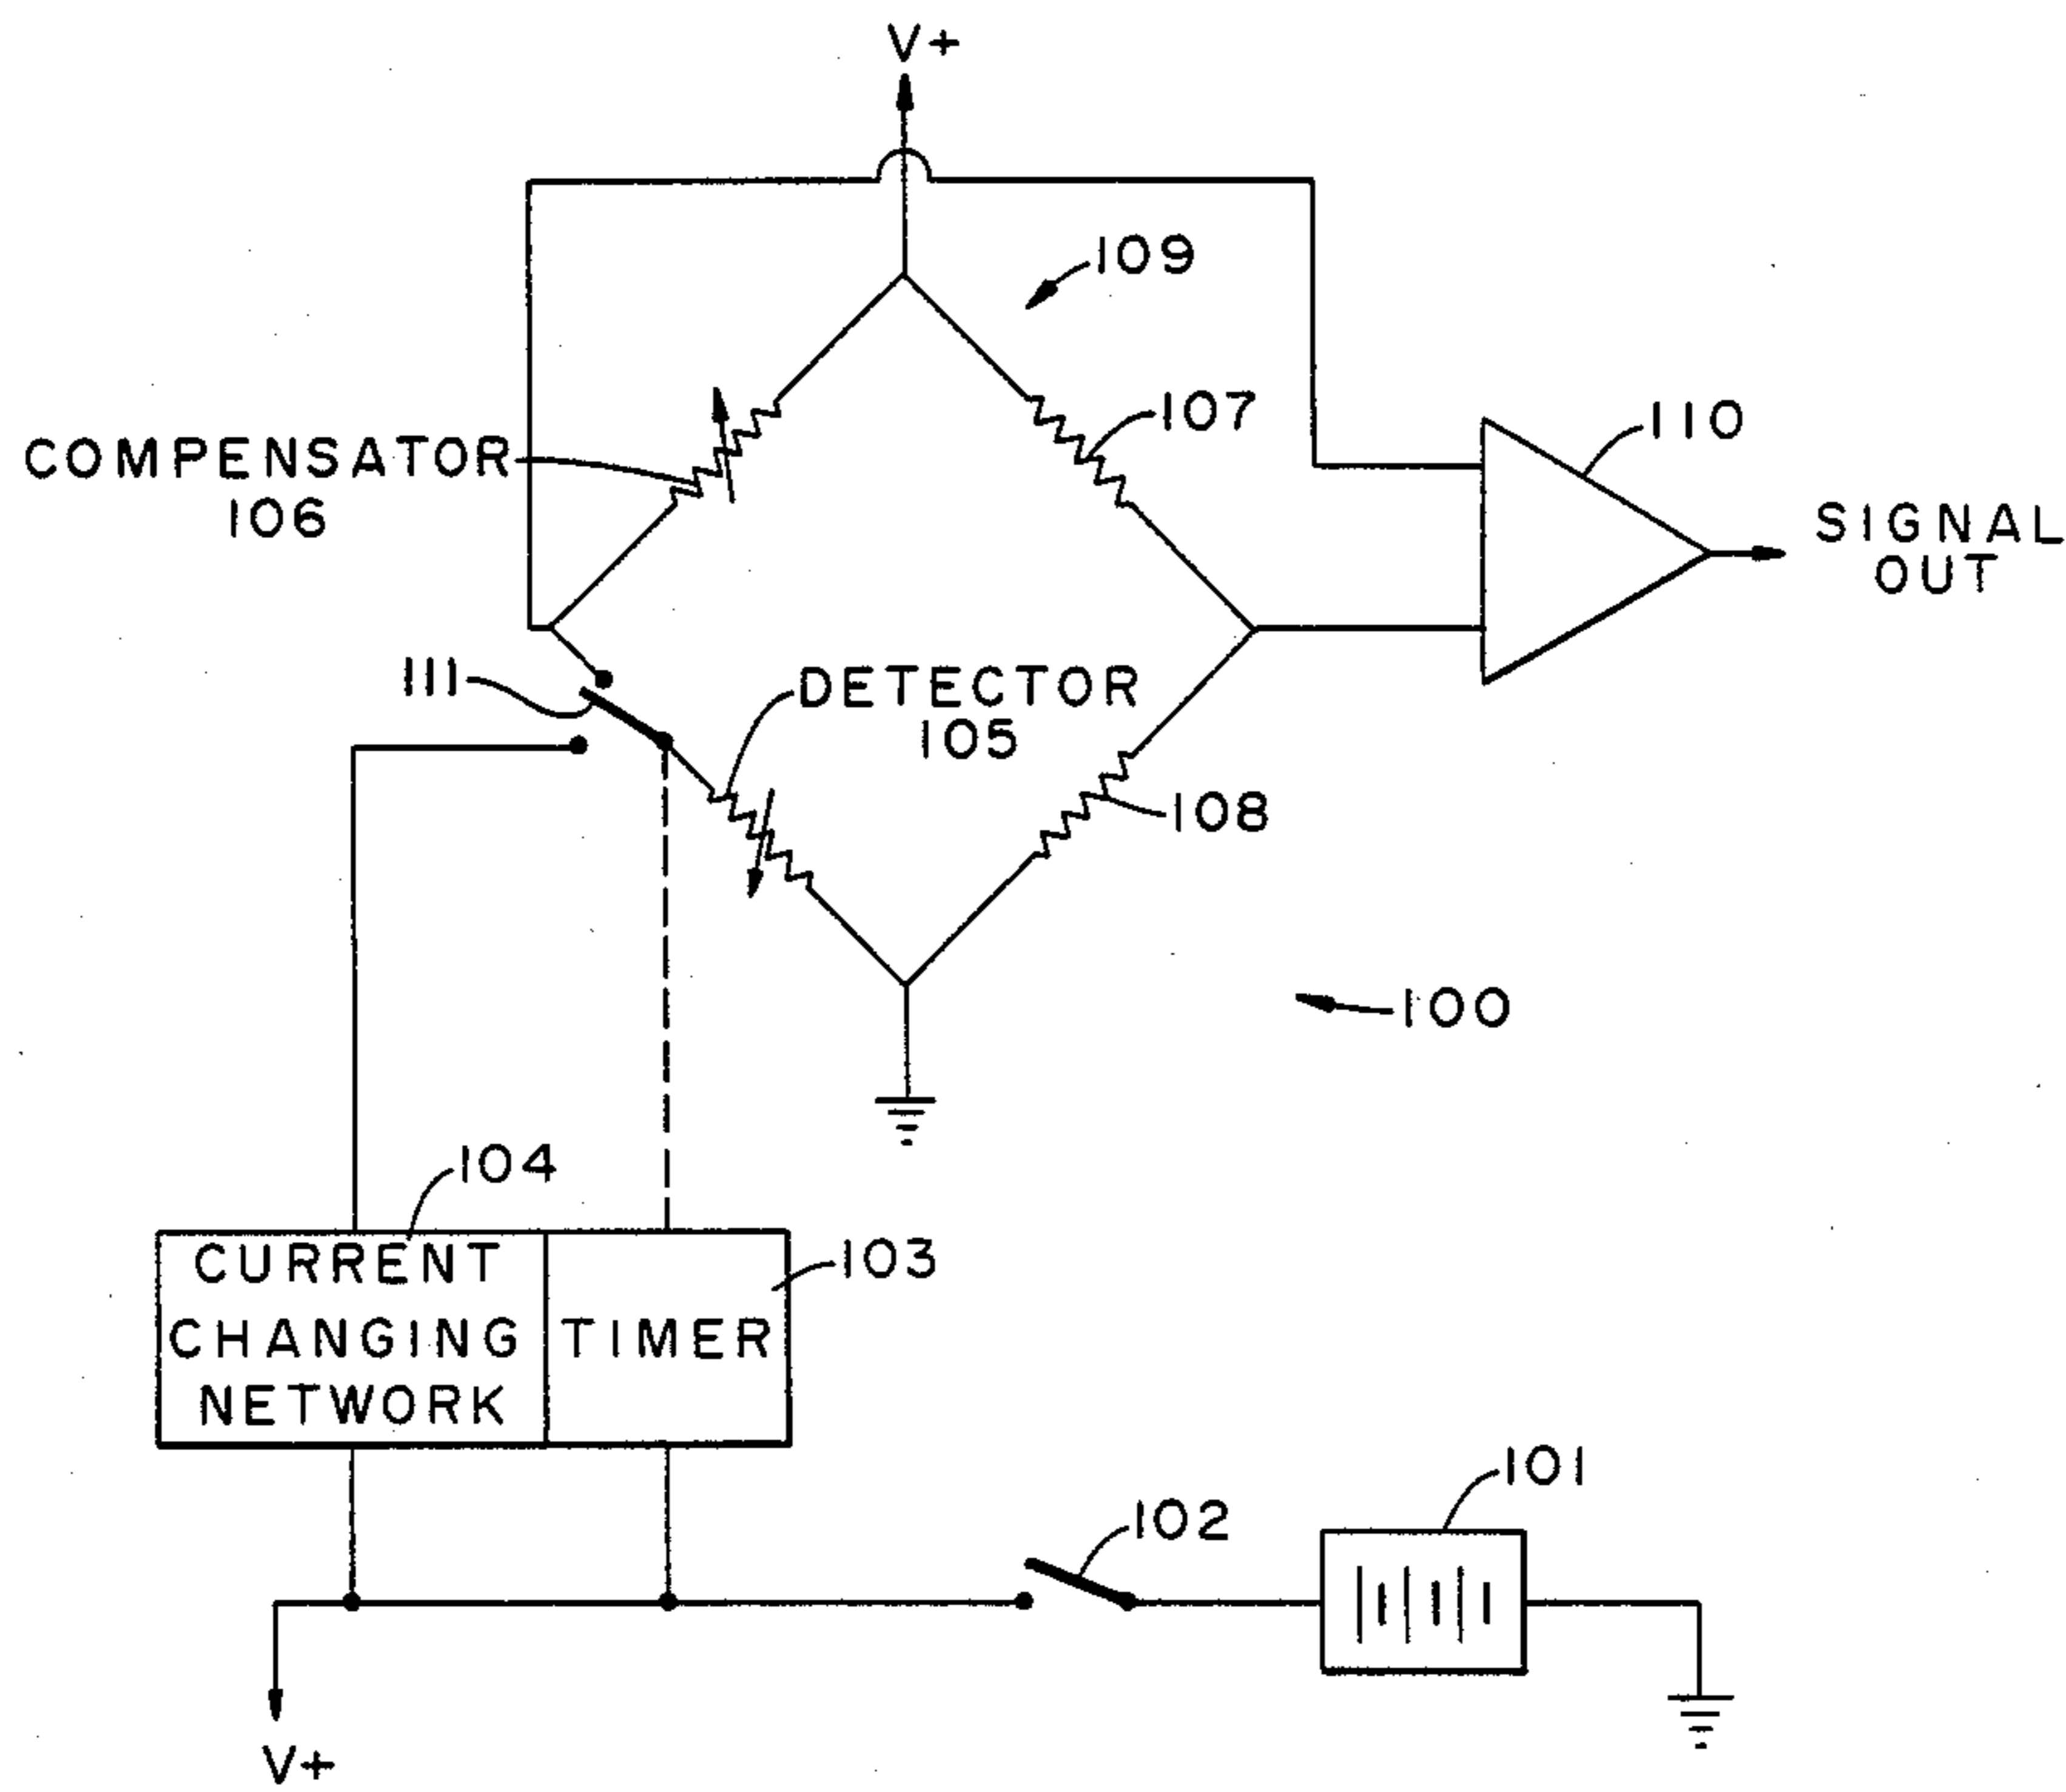 V+
109
107
110
COMPENSATOR
106
SIGNAL
OUT
111
DETECTOR
105
108
100
104
103
CURRENT
CHANGING
NETWORK
TIMER
101
102
V+